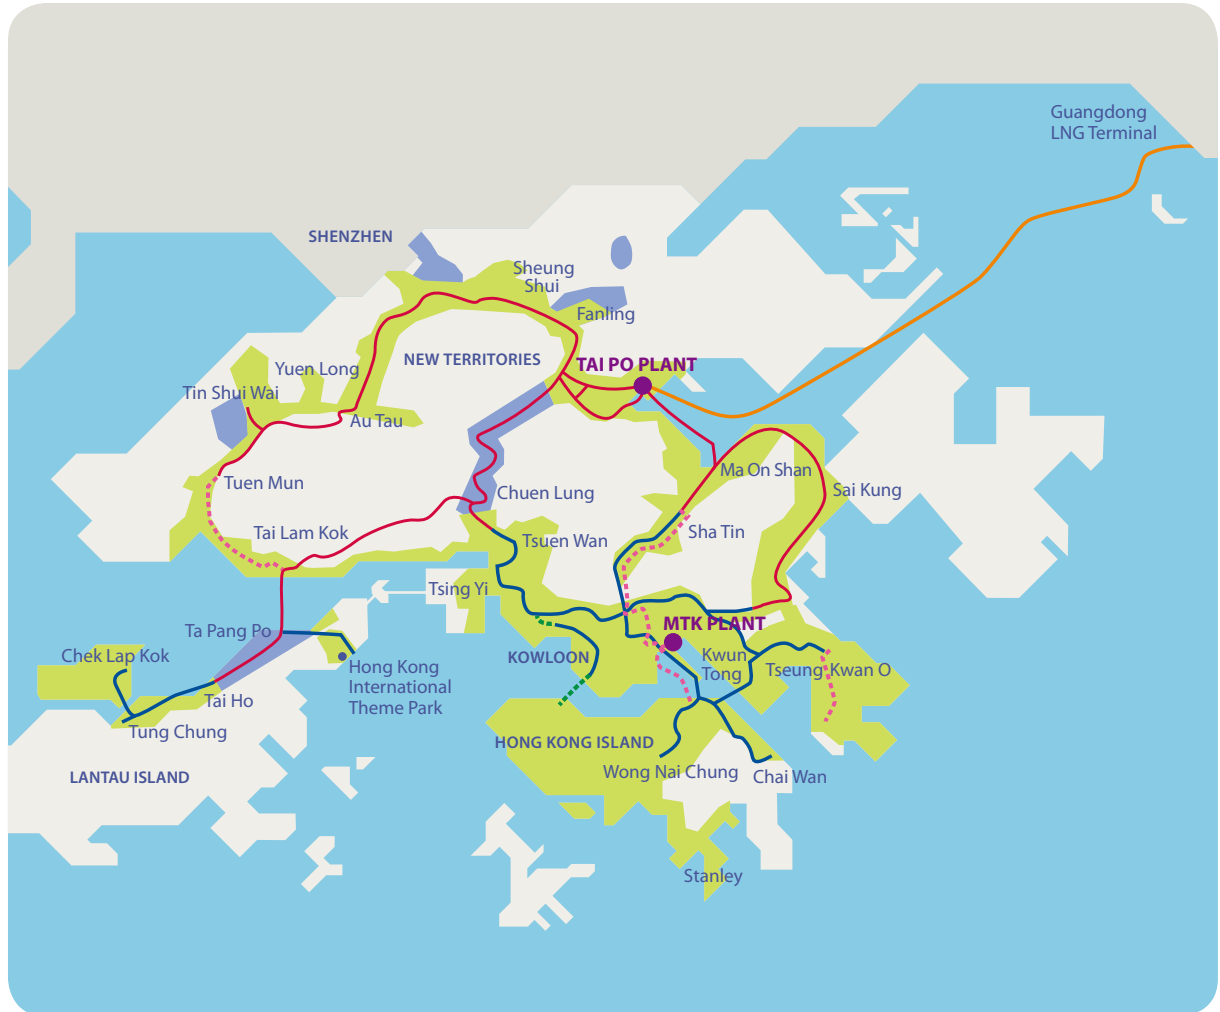 Guangdong
LNG Terminal
SHENZHEN
Sheung
Shui
Fanling
NEW TERRITORIES
TAI PO PLANT
Yuen Long
Tin Shui Wai
Au Tau
Ma On Shan
Tuen Mun
Chuen Lung
Sai Kung
Tai Lam Kok
Tsuen Wan
Sha Tin
Tsing Yi
Ta Pang Po
MTK PLANT
Chek Lap Kok
KOWLOON
Kwun
Tong
Hong Kong
International
Theme Park
Tseung Kwan O
Tai Ho
Tung Chung
HONG KONG ISLAND
LANTAU ISLAND
Wong Nai Chung
Chai Wan
Stanley